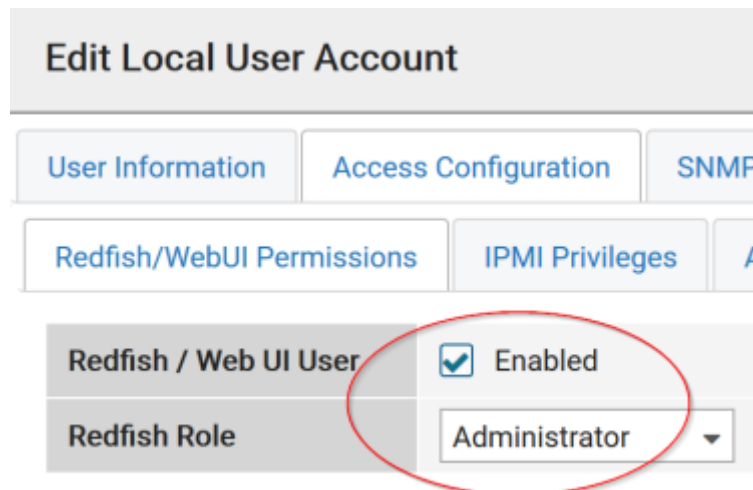 Edit Local User Account
User Information Access Configuration SNMP
Redfish/WebUI Permissions IPMI Privileges A
Redfish / Web UI User Enabled
Redfish Role Administrator